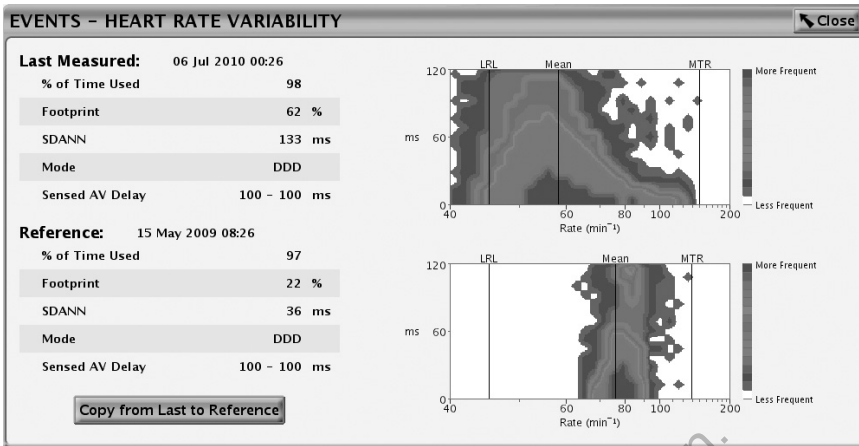 EVENTS – HEART RATE VARIABILITY
Close
Last Measured: 06 Jul 2010 00:26
% of Time Used 98
Footprint 62 %
SDANN 133 ms
Mode DDD
Sensed AV Delay 100 – 100 ms
Reference: 15 May 2009 08:26
% of Time Used 97
Footprint 22 %
SDANN 36 ms
Mode DDD
Sensed AV Delay 100 – 100 ms
Copy from Last to Reference
LRL Mean MTR
120
ms 60
0
40 60 80 100 200
Rate (min⁻¹)
More Frequent
Less Frequent
LRL Mean MTR
120
ms 60
0
40 60 80 100 200
Rate (min⁻¹)
More Frequent
Less Frequent